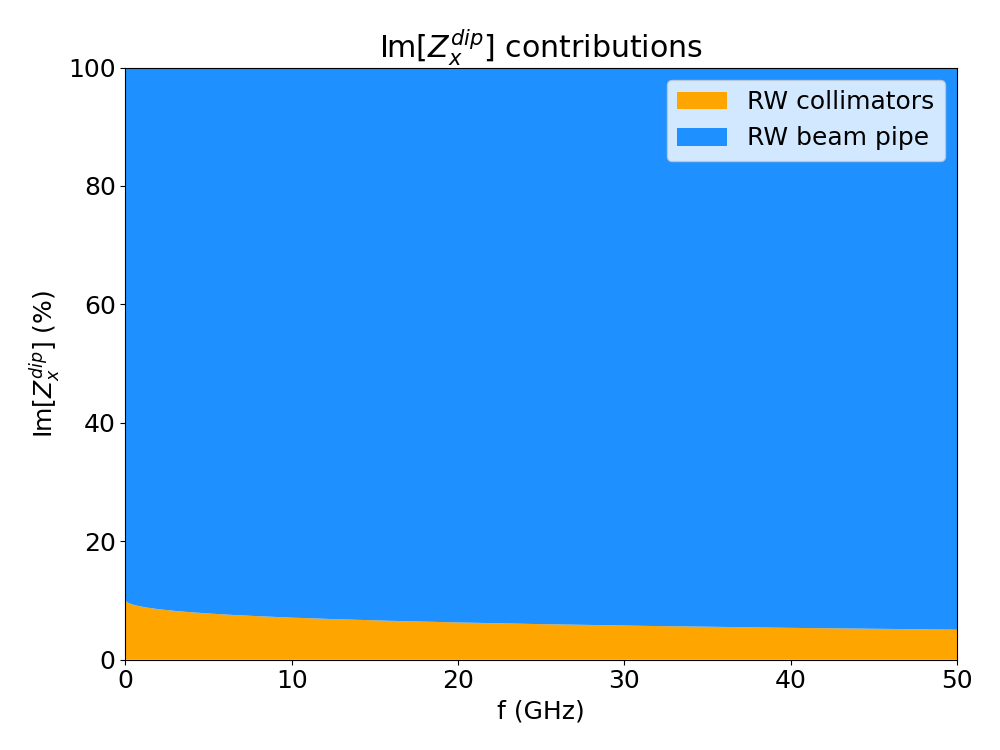 Im[Z_x^{dip}] contributions
RW collimators
RW beam pipe
Im[Z_x^{dip}] (%)
100
80
60
40
20
0
0 10 20 30 40 50
f (GHz)